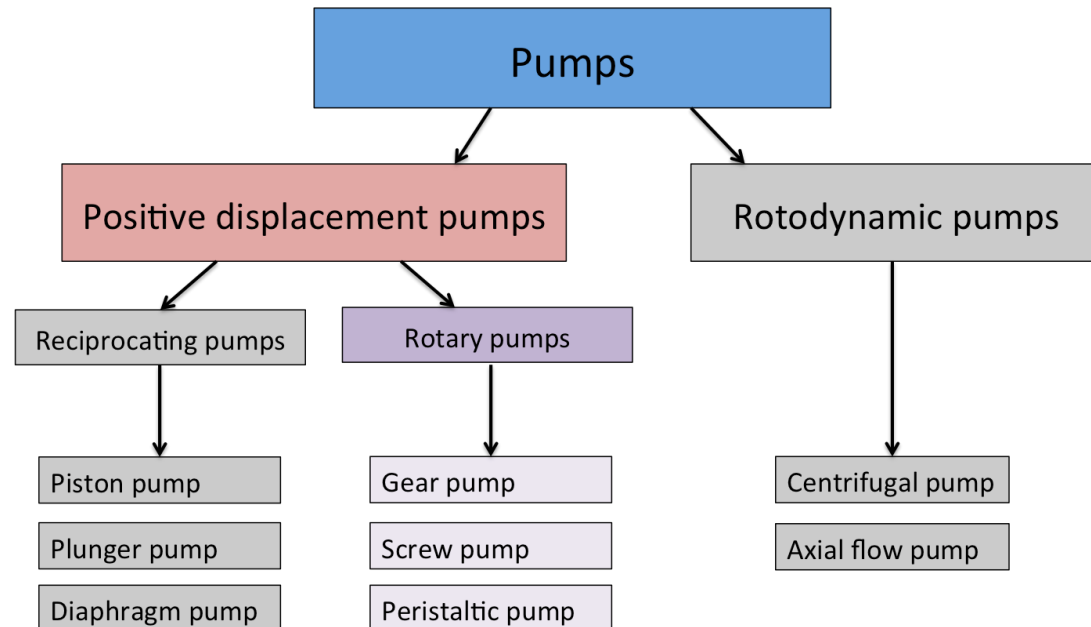 Pumps
Positive displacement pumps
Rotodynamic pumps
Reciprocating pumps
Rotary pumps
Piston pump
Plunger pump
Diaphragm pump
Gear pump
Screw pump
Peristaltic pump
Centrifugal pump
Axial flow pump